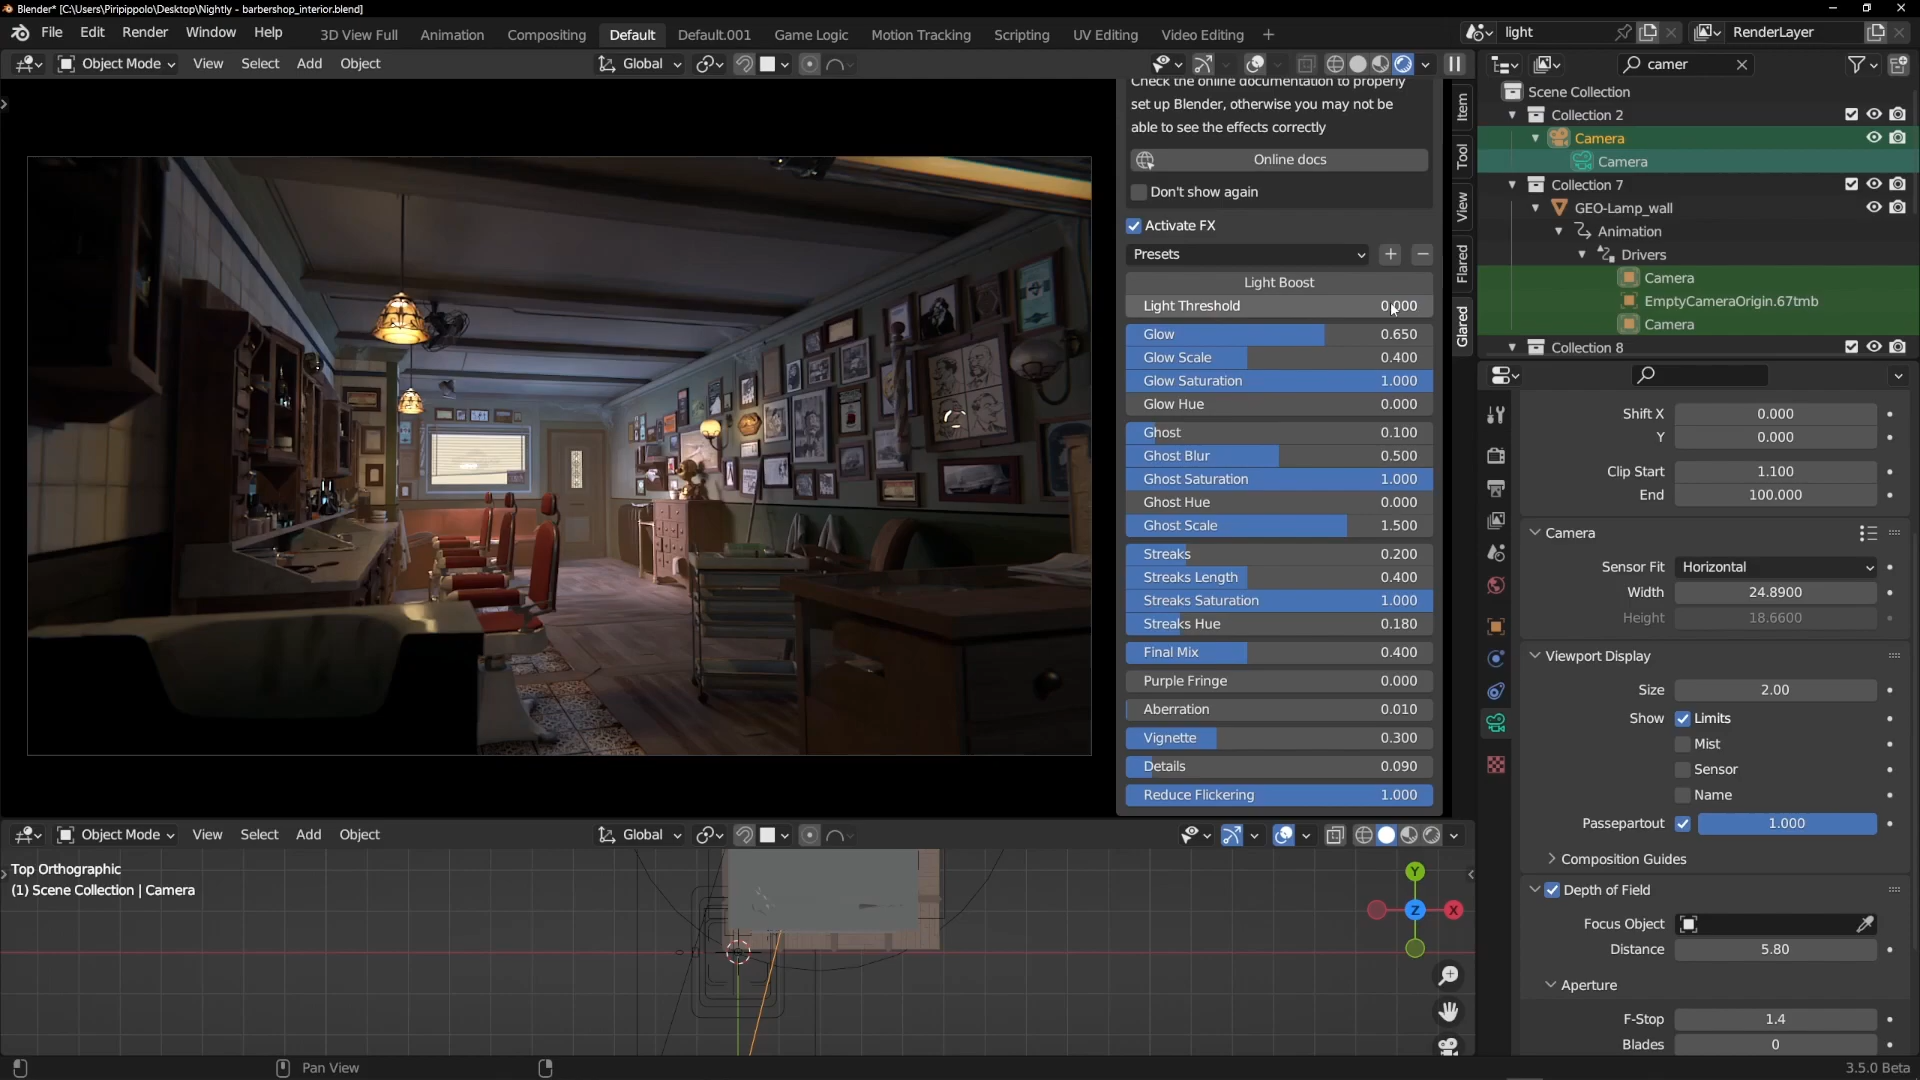 Blender* [C:\Users\Piripippolo\Desktop\Nightly - barbershop_interior.blend]
File Edit Render Window Help 3D View Full Animation Compositing Default Default.001 Game Logic Motion Tracking Scripting UV Editing Video Editing + light RenderLayer
Object Mode View Select Add Object Global camer
Check the online documentation to properly
set up Blender, otherwise you may not be
able to see the effects correctly
Online docs
Don't show again
Activate FX
Presets
Light Boost
Light Threshold 0.000
Glow 0.650
Glow Scale 0.400
Glow Saturation 1.000
Glow Hue 0.000
Ghost 0.100
Ghost Blur 0.500
Ghost Saturation 1.000
Ghost Hue 0.000
Ghost Scale 1.500
Streaks 0.200
Streaks Length 0.400
Streaks Saturation 1.000
Streaks Hue 0.180
Final Mix 0.400
Purple Fringe 0.000
Aberration 0.010
Vignette 0.300
Details 0.090
Reduce Flickering 1.000
Item
Tool
View
Flared
Glared
Scene Collection
Collection 2
Camera
Camera
Collection 7
GEO-Lamp_wall
Animation
Drivers
Camera
EmptyCameraOrigin.67tmb
Camera
Collection 8
Shift X 0.000
Y 0.000
Clip Start 1.100
End 100.000
Camera
Sensor Fit Horizontal
Width 24.8900
Height 18.6600
Viewport Display
Size 2.00
Show Limits
Mist
Sensor
Name
Passepartout 1.000
Composition Guides
Depth of Field
Focus Object
Distance 5.80
Aperture
F-Stop 1.4
Blades 0
Object Mode View Select Add Object Global
Top Orthographic
(1) Scene Collection | Camera
Y
Z X
Pan View
3.5.0 Beta